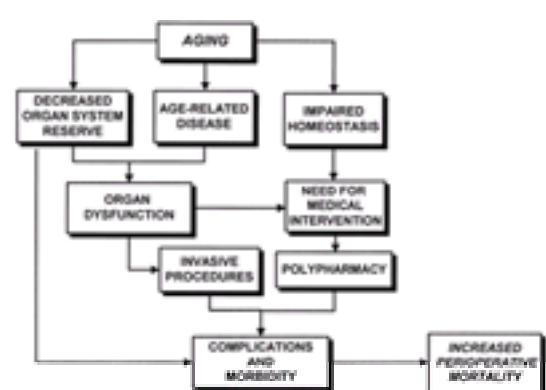 AGING
DECREASED
ORGAN SYSTEM
RESERVE
AGE-RELATED
DISEASE
IMPAIRED
HOMEOSTASIS
ORGAN
DYSFUNCTION
NEED FOR
MEDICAL
INTERVENTION
INVASIVE
PROCEDURES
POLYPHARMACY
COMPLICATIONS
AND
MORBIDITY
INCREASED
PERIOPERATIVE
MORTALITY